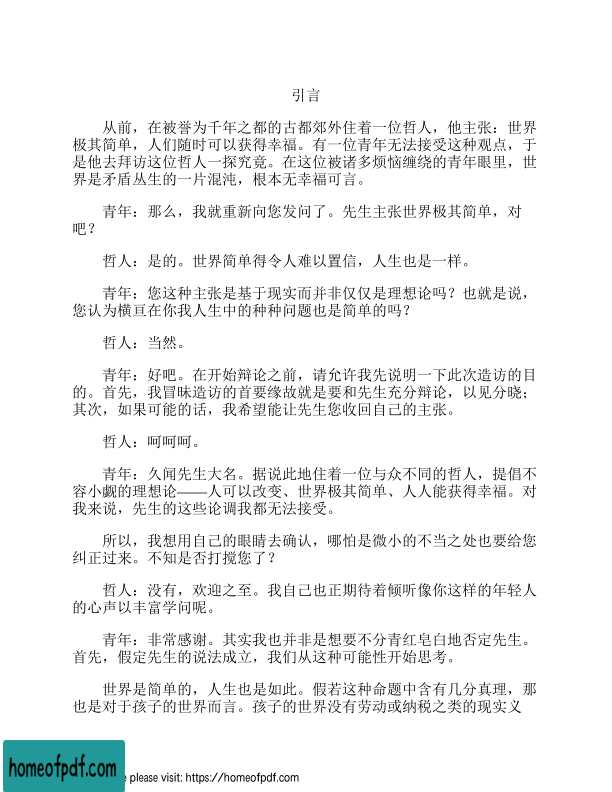 引言
从前，在被誉为千年之都的古都郊外住着一位哲人，他主张：世界
极其简单，人们随时可以获得幸福。有一位青年无法接受这种观点，于
是他去拜访这位哲人一探究竟。在这位被诸多烦恼缠绕的青年眼里，世
界是矛盾丛生的一片混沌，根本无幸福可言。
青年：那么，我就重新向您发问了。先生主张世界极其简单，对
吧？
哲人：是的。世界简单得令人难以置信，人生也是一样。
青年：您这种主张是基于现实而并非仅仅是理想论吗？也就是说，
您认为横亘在你我人生中的种种问题也是简单的吗？
哲人：当然。
青年：好吧。在开始辩论之前，请允许我先说明一下此次造访的目
的。首先，我冒昧造访的首要缘故就是要和先生充分辩论，以见分晓；
其次，如果可能的话，我希望能让先生您收回自己的主张。
哲人：呵呵呵。
青年：久闻先生大名。据说此地住着一位与众不同的哲人，提倡不
容小觑的理想论——人可以改变、世界极其简单、人人能获得幸福。对
我来说，先生的这些论调我都无法接受。
所以，我想用自己的眼睛去确认，哪怕是微小的不当之处也要给您
纠正过来。不知是否打搅您了？
哲人：没有，欢迎之至。我自己也正期待着倾听像你这样的年轻人
的心声以丰富学问呢。
青年：非常感谢。其实我也并非是想要不分青红皂白地否定先生。
首先，假定先生的说法成立，我们从这种可能性开始思考。
世界是简单的，人生也是如此。假若这种命题中含有几分真理，那
也是对于孩子的世界而言。孩子的世界没有劳动或纳税之类的现实义
homeofpdf.com
please visit: https://homeofpdf.com